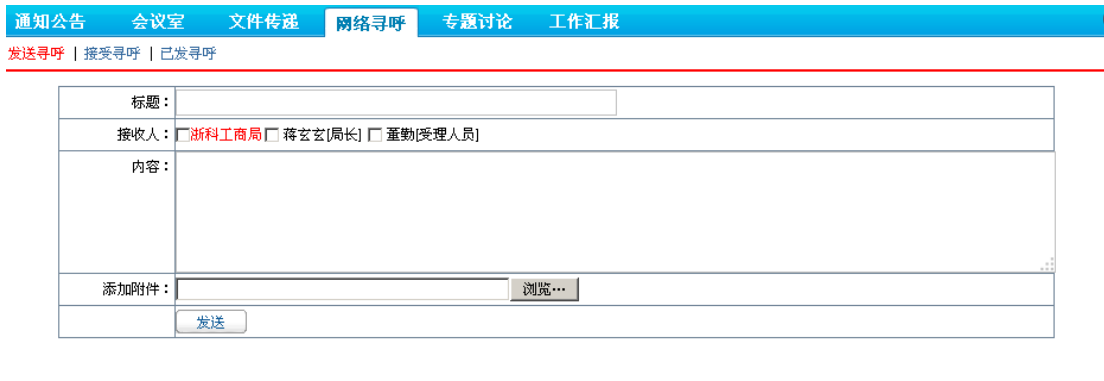 通知公告 会议室 文件传递 网络寻呼 专题讨论 工作汇报
发送寻呼 | 接受寻呼 | 已发寻呼
标题：
接收人： 浙科工商局 蒋玄玄[局长] 董勤[受理人员]
内容：
添加附件： 浏览…
发送